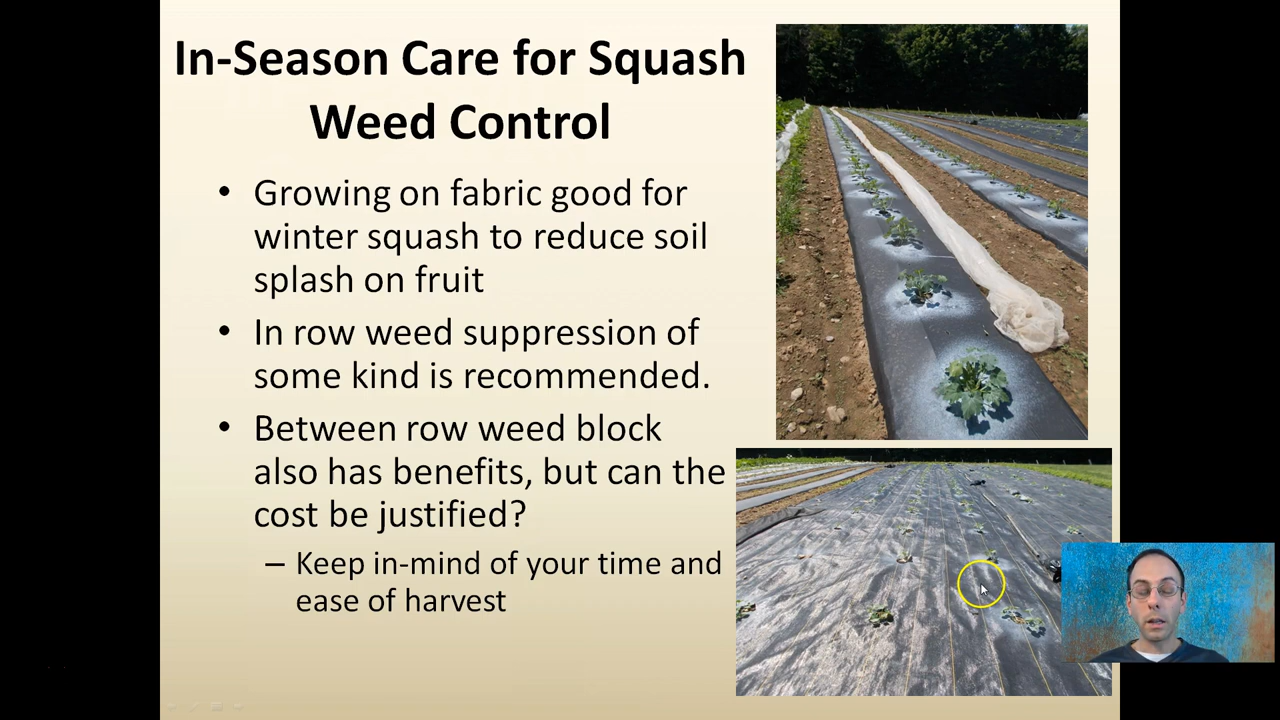 In-Season Care for Squash
Weed Control
• Growing on fabric good for
winter squash to reduce soil
splash on fruit
• In row weed suppression of
some kind is recommended.
• Between row weed block
also has benefits, but can the
cost be justified?
– Keep in-mind of your time and
ease of harvest